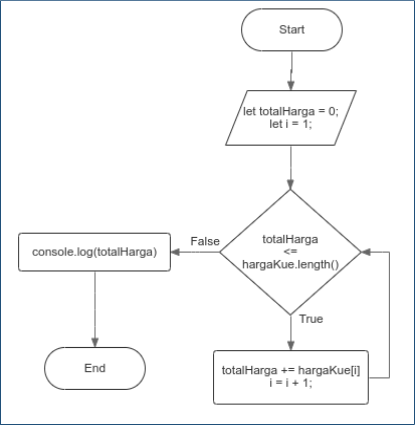 Start
let totalHarga = 0;
let i = 1;
totalHarga
<=
hargaKue.length()
False
console.log(totalHarga)
True
End
totalHarga += hargaKue[i]
i = i + 1;